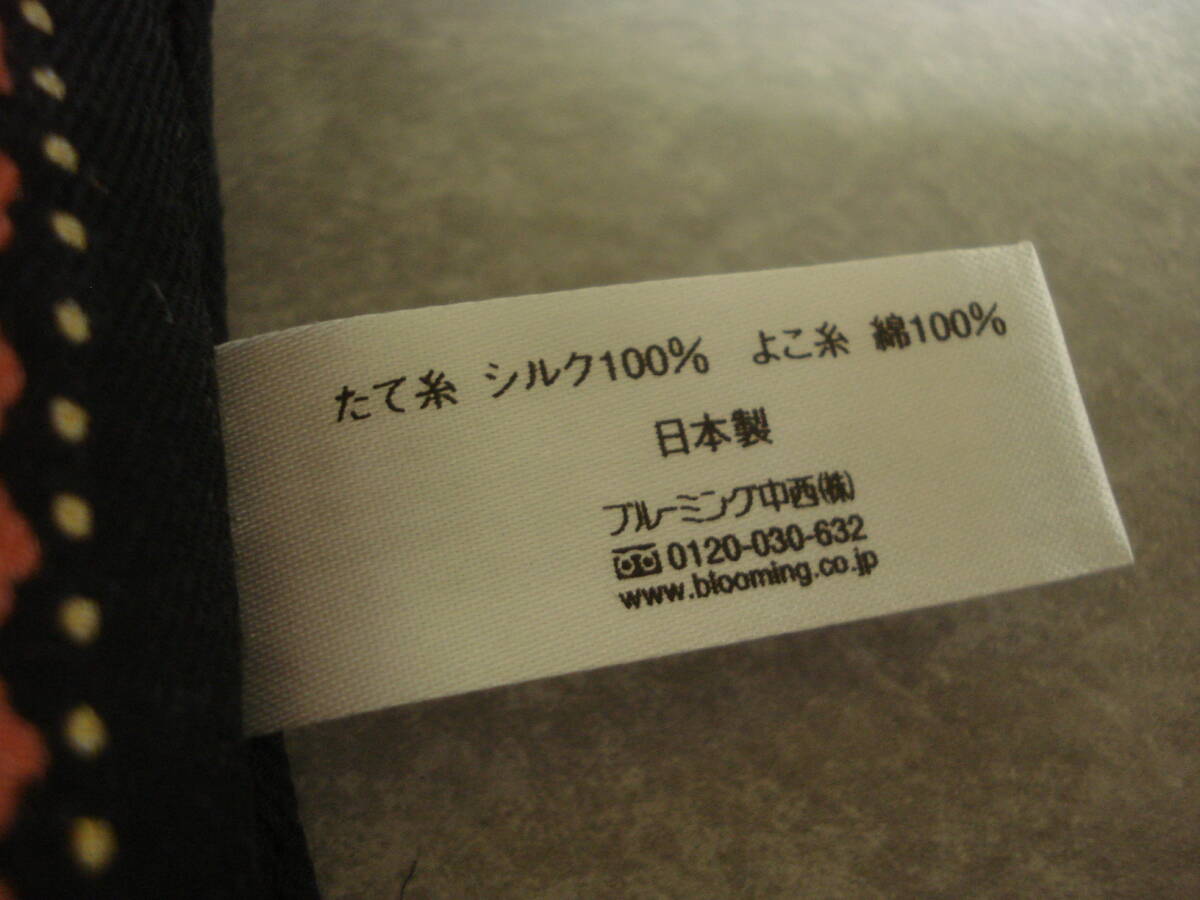 たて糸 シルク100% よこ糸 綿100%
日本製
ブルーミング中西㈱
0120-030-632
www.blooming.co.jp